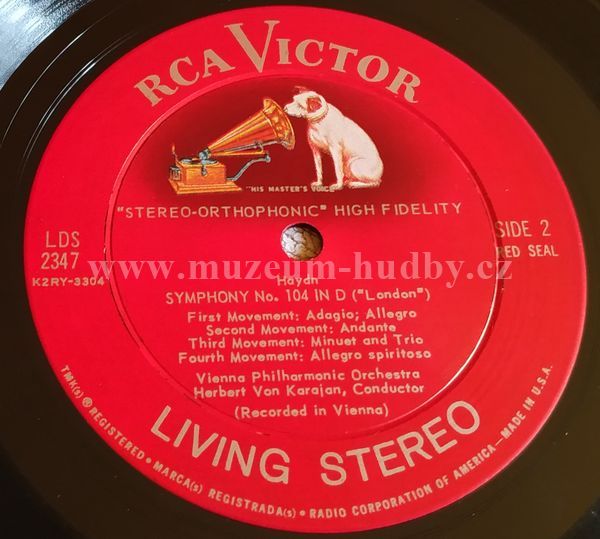 RCA VICTOR
"HIS MASTER'S VOICE"
"STEREO-ORTHOPHONIC" HIGH FIDELITY
LDS
2347
K2RY-3304
SIDE 2
RED SEAL
www.muzeum-hudby.cz
Haydn
SYMPHONY No. 104 IN D ("London")
First Movement: Adagio; Allegro
Second Movement: Andante
Third Movement: Minuet and Trio
Fourth Movement: Allegro spiritoso
Vienna Philharmonic Orchestra
Herbert Von Karajan, Conductor
(Recorded in Vienna)
LIVING STEREO
TMK(s) ® REGISTERED • MARCA(s) REGISTRADA(s) • RADIO CORPORATION OF AMERICA—MADE IN U.S.A.